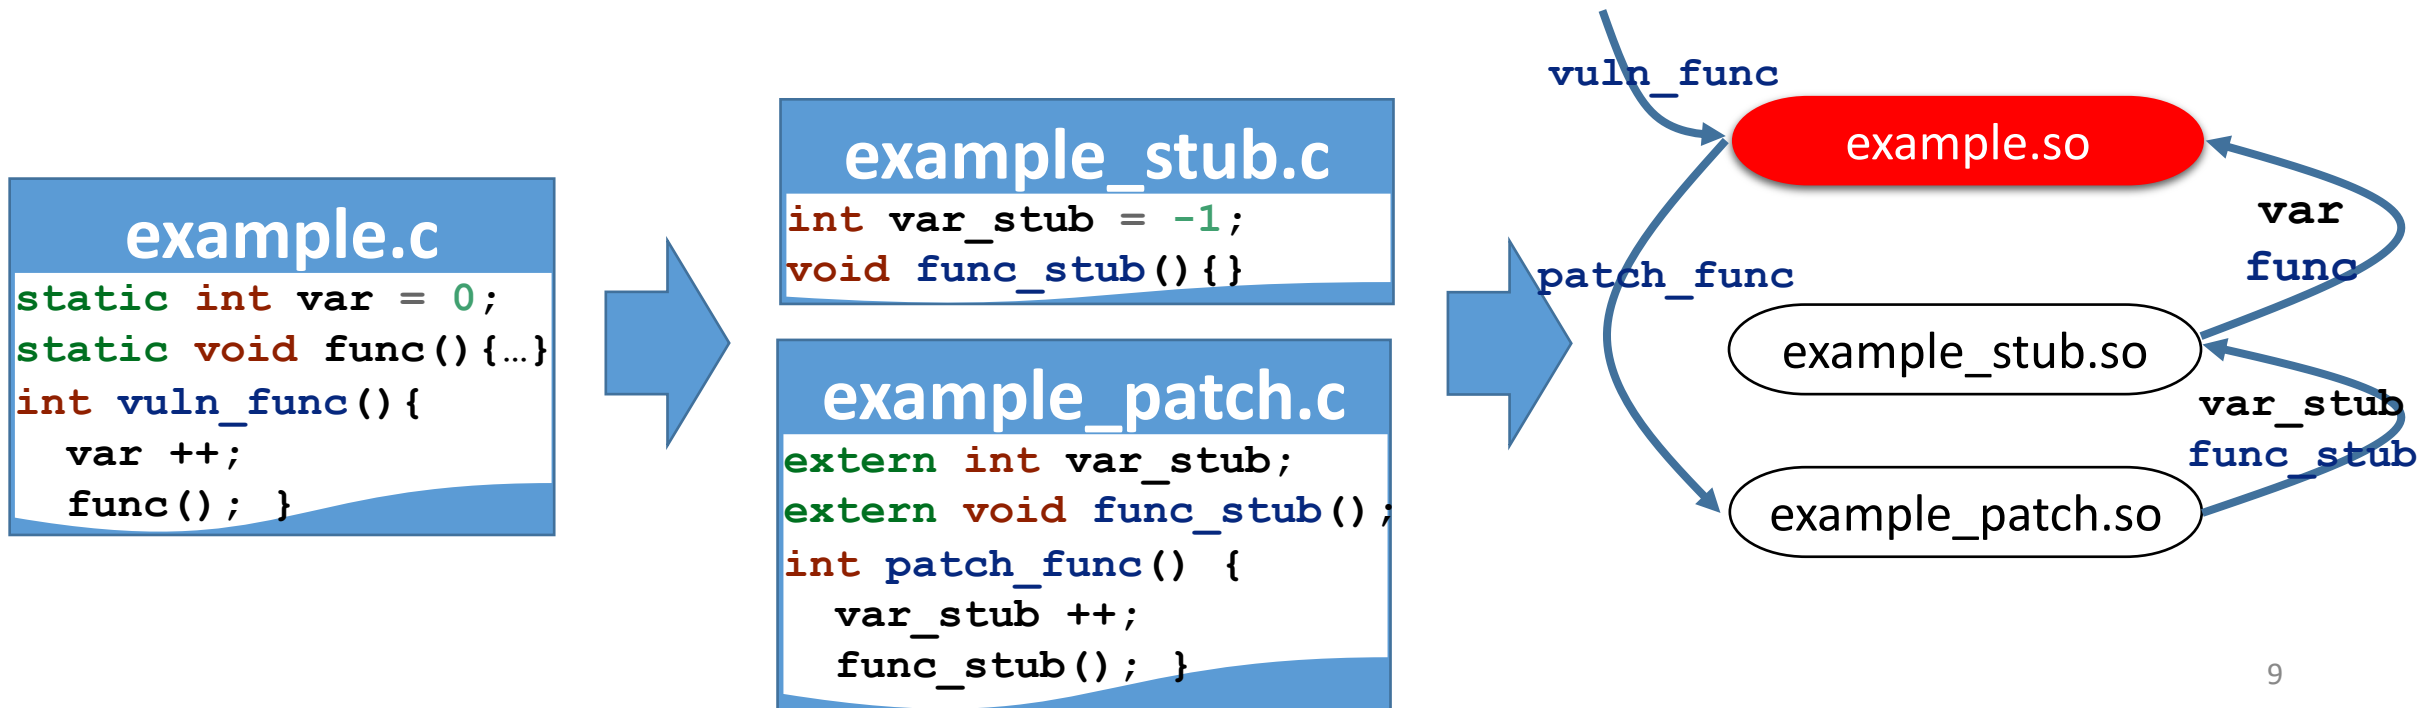 example.c
static int var = 0;
static void func(){…}
int vuln_func(){
var ++;
func(); }
example_stub.c
int var_stub = -1;
void func_stub(){}
example_patch.c
extern int var_stub;
extern void func_stub();
int patch_func() {
var_stub ++;
func_stub(); }
vuln_func
example.so
var
func
patch_func
example_stub.so
var_stub
func_stub
example_patch.so
9